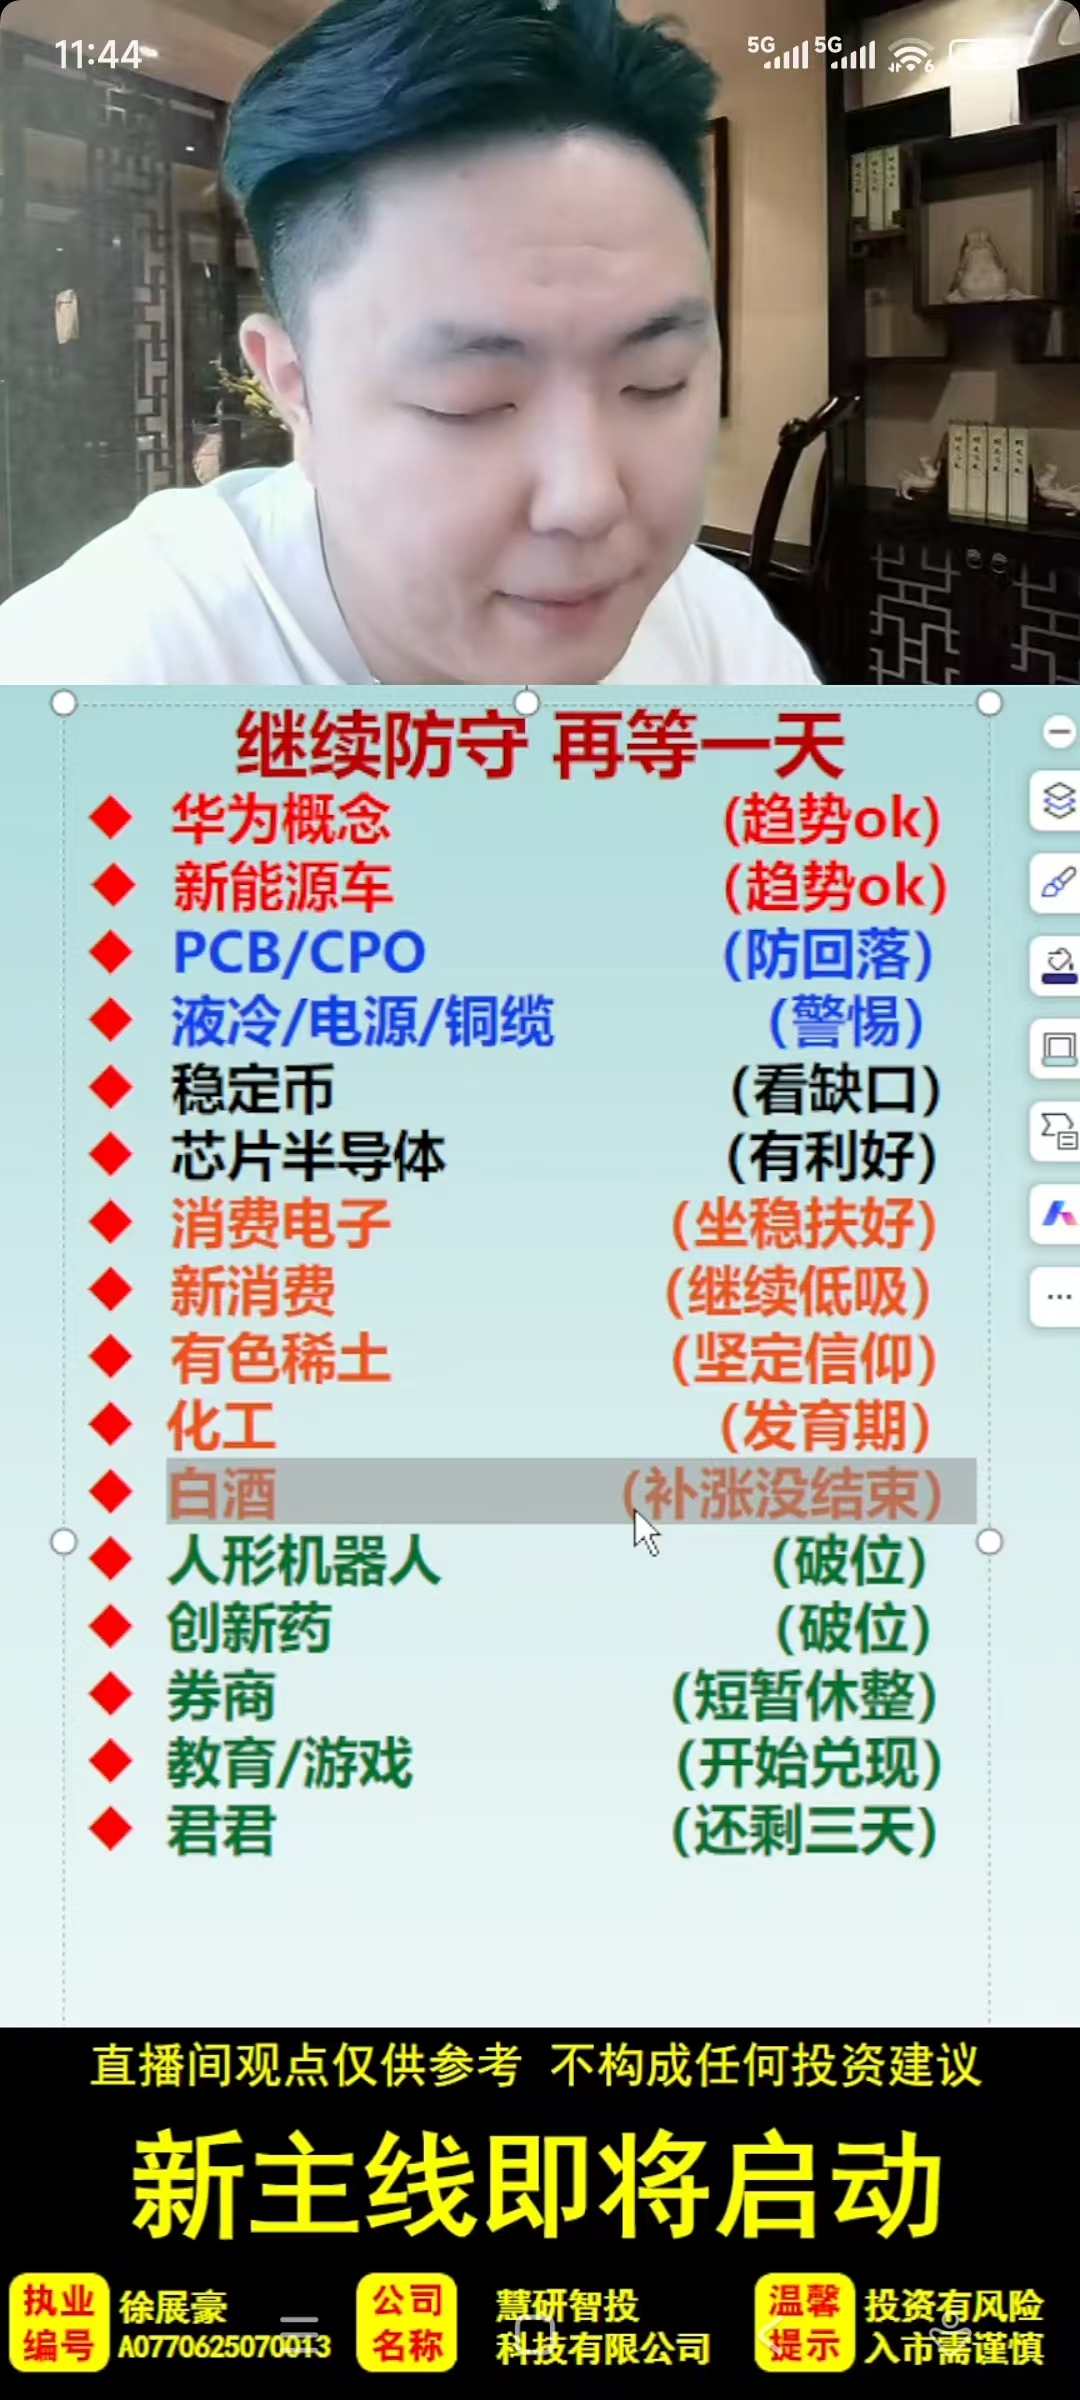 11:44
5G 5G 6
继续防守 再等一天
华为概念 (趋势ok)
新能源车 (趋势ok)
PCB/CPO (防回落)
液冷/电源/铜缆 (警惕)
稳定币 (看缺口)
芯片半导体 (有利好)
消费电子 (坐稳扶好)
新消费 (继续低吸)
有色稀土 (坚定信仰)
化工 (发育期)
白酒 (补涨没结束)
人形机器人 (破位)
创新药 (破位)
券商 (短暂休整)
教育/游戏 (开始兑现)
君君 (还剩三天)
直播间观点仅供参考 不构成任何投资建议
新主线即将启动
执业 徐展豪 公司 慧研智投 温馨 投资有风险
编号 A0770625070013 名称 科技有限公司 提示 入市需谨慎